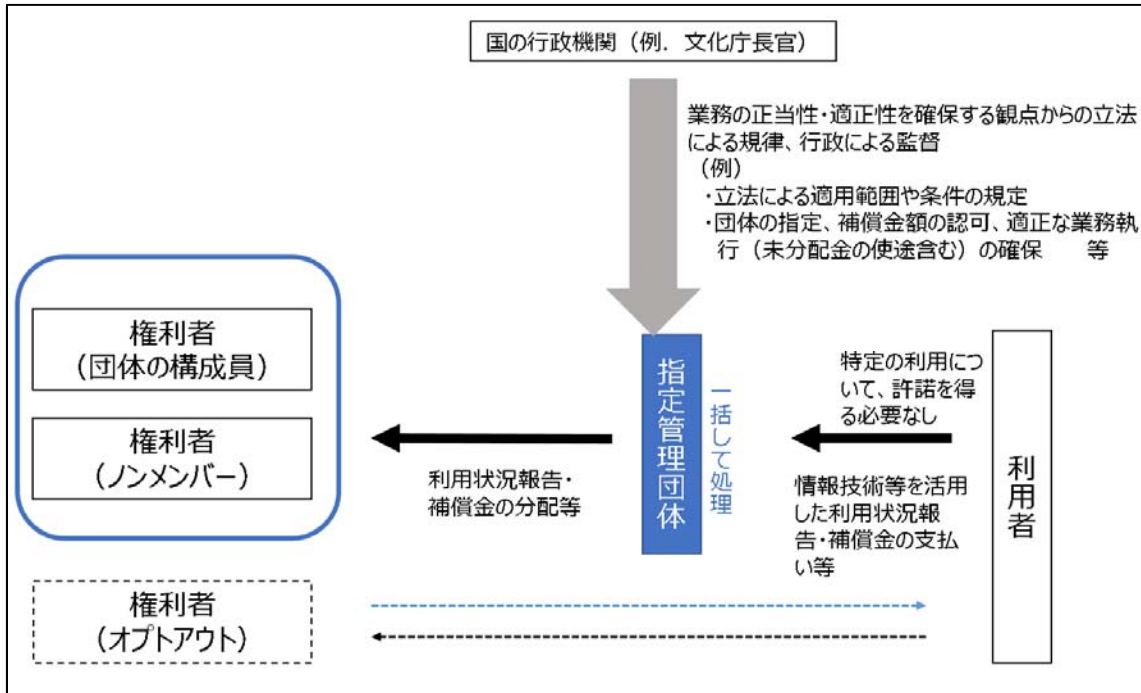 国の行政機関（例．文化庁長官）
業務の正当性・適正性を確保する観点からの立法
による規律、行政による監督
（例）
・立法による適用範囲や条件の規定
・団体の指定、補償金額の認可、適正な業務執
行（未分配金の使途含む）の確保　等
権利者
（団体の構成員）
権利者
（ノンメンバー）
利用状況報告・
補償金の分配等
指定管理団体
一括して処理
特定の利用につ
いて、許諾を得
る必要なし
情報技術等を活用
した利用状況報
告・補償金の支払
い等
利用者
権利者
（オプトアウト）